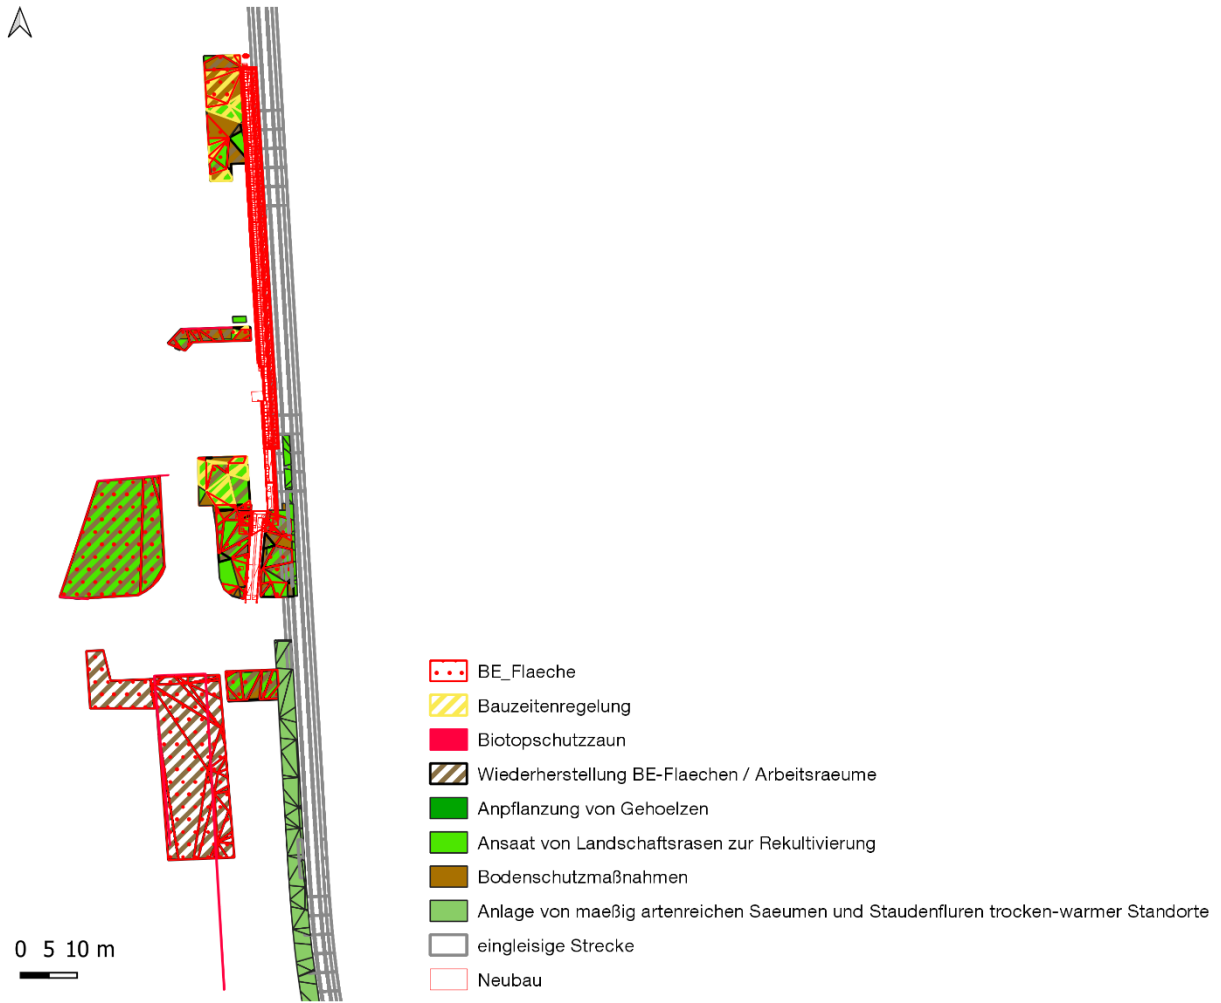 BE_Flaeche
Bauzeitenregelung
Biotopschutzzaun
Wiederherstellung BE-Flaechen / Arbeitsraeume
Anpflanzung von Gehoelzen
Ansaat von Landschaftsrasen zur Rekultivierung
Bodenschutzmaßnahmen
Anlage von maeßig artenreichen Saeumen und Staudenfluren trocken-warmer Standorte
eingleisige Strecke
Neubau
0 5 10 m